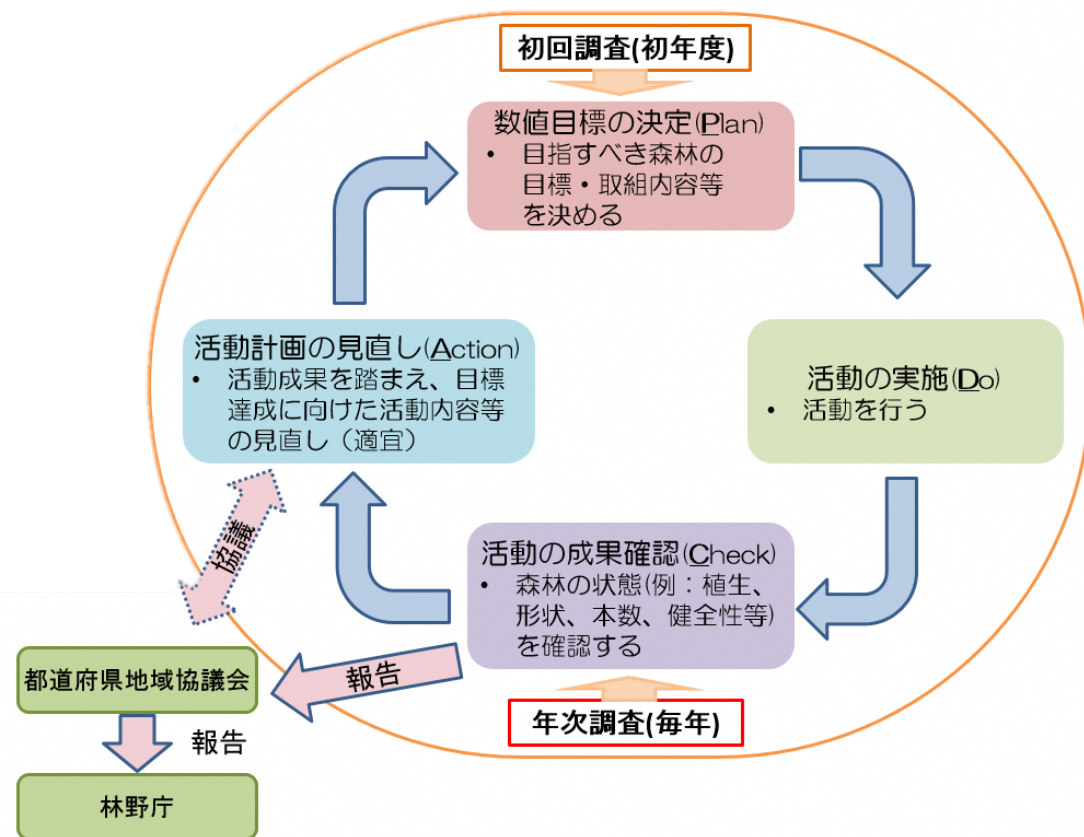 初回調査(初年度)
数値目標の決定(Plan)
• 目指すべき森林の
目標・取組内容等
を決める
活動計画の見直し(Action)
• 活動成果を踏まえ、目標
達成に向けた活動内容等
の見直し（適宜）
活動の実施(Do)
• 活動を行う
協議
活動の成果確認(Check)
• 森林の状態(例：植生、
形状、本数、健全性等)
を確認する
都道府県地域協議会
報告
年次調査(毎年)
報告
林野庁